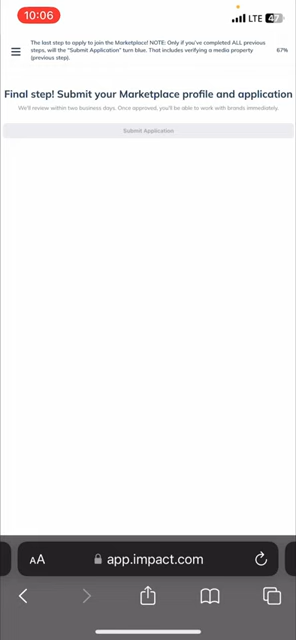 10:06
LTE 47
The last step to apply to join the Marketplace! NOTE: Only if you've completed ALL previous
steps, will the "Submit Application" turn blue. That includes verifying a media property
(previous step).
67%
Final step! Submit your Marketplace profile and application
We'll review within two business days. Once approved, you'll be able to work with brands immediately.
Submit Application
AA
app.impact.com